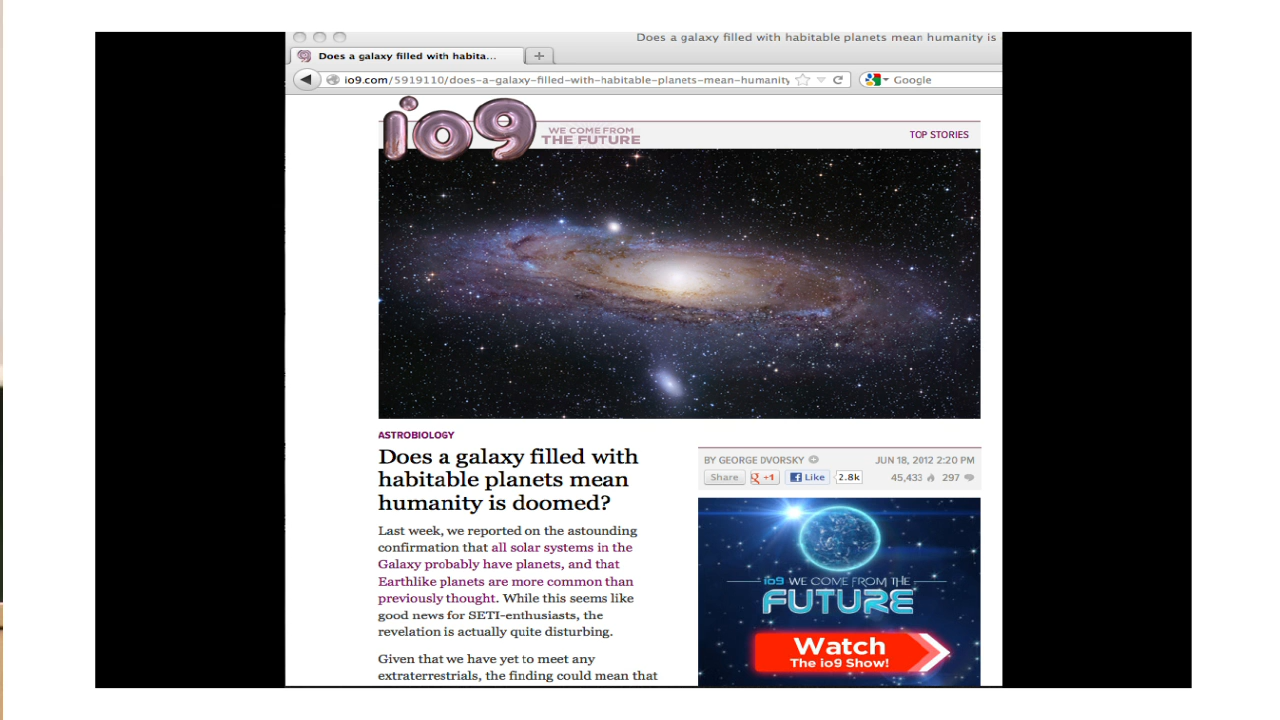 Does a galaxy filled with habitable planets mean humanity is
Does a galaxy filled with habita...
io9.com/5919110/does-a-galaxy-filled-with-habitable-planets-mean-humanity
Google
io9
WE COME FROM
THE FUTURE
TOP STORIES
ASTROBIOLOGY
Does a galaxy filled with
habitable planets mean
humanity is doomed?
Last week, we reported on the astounding
confirmation that all solar systems in the
Galaxy probably have planets, and that
Earthlike planets are more common than
previously thought. While this seems like
good news for SETI-enthusiasts, the
revelation is actually quite disturbing.
Given that we have yet to meet any
extraterrestrials, the finding could mean that
BY GEORGE DVORSKY
JUN 18, 2012 2:20 PM
Share
+1
Like
2.8k
45,433
297
io9 WE COME FROM THE
FUTURE
Watch
The io9 Show!